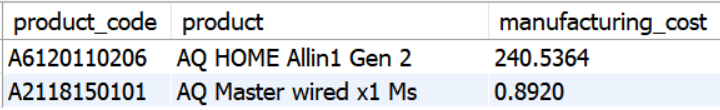 product_code product manufacturing_cost
A6120110206 AQ HOME Allin1 Gen 2 240.5364
A2118150101 AQ Master wired x1 Ms 0.8920